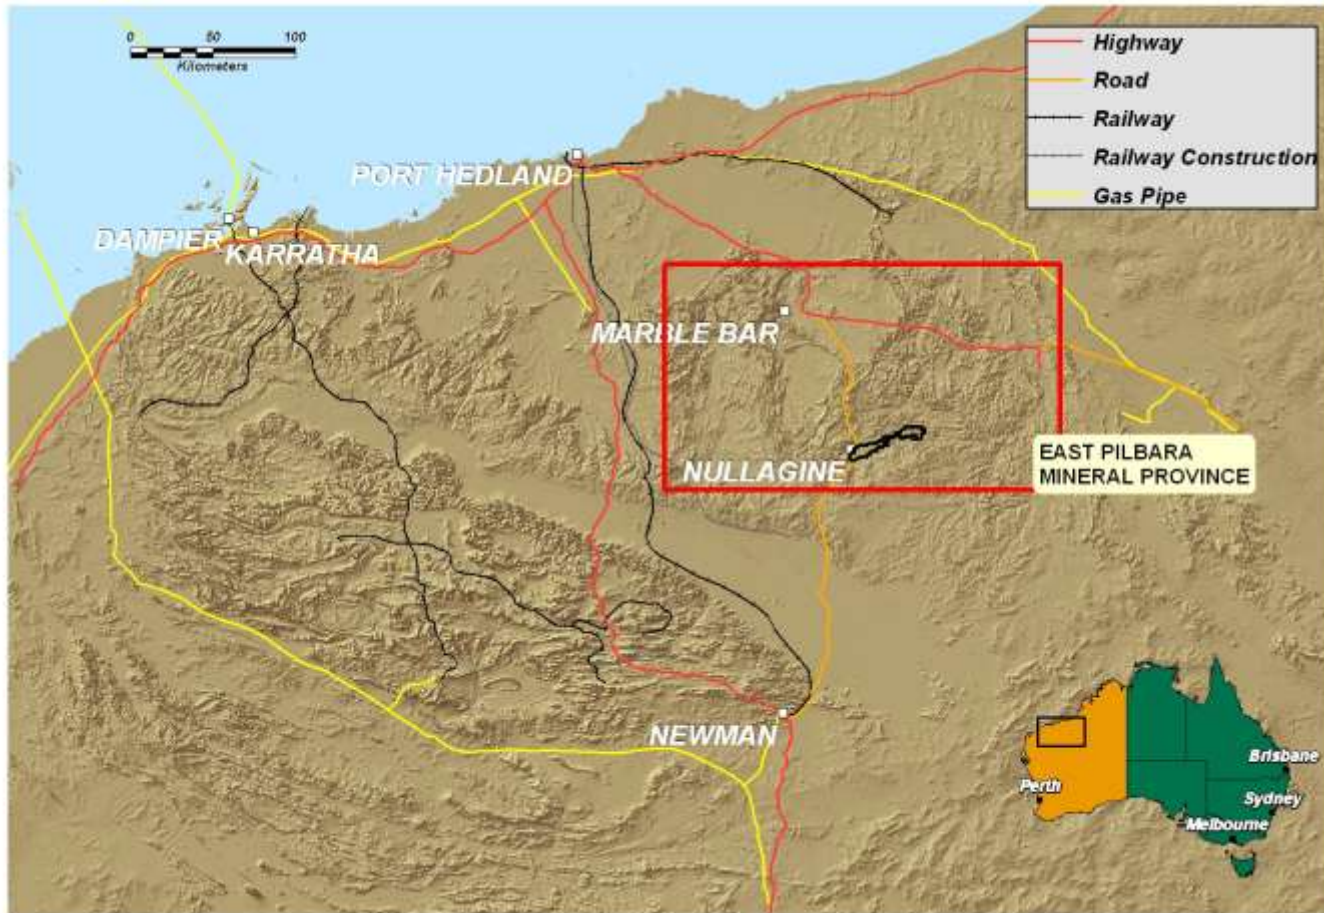 0 50 100
Kilometers
Highway
Road
Railway
Railway Construction
Gas Pipe
PORT HEDLAND
DAMPIER
KARRATHA
MARBLE BAR
NULLAGINE
EAST PILBARA
MINERAL PROVINCE
NEWMAN
Brisbane
Perth
Sydney
Melbourne